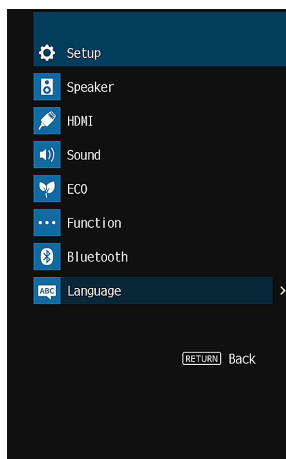 Setup
Speaker
HDMI
Sound
ECO
Function
Bluetooth
ABC Language
RETURN Back